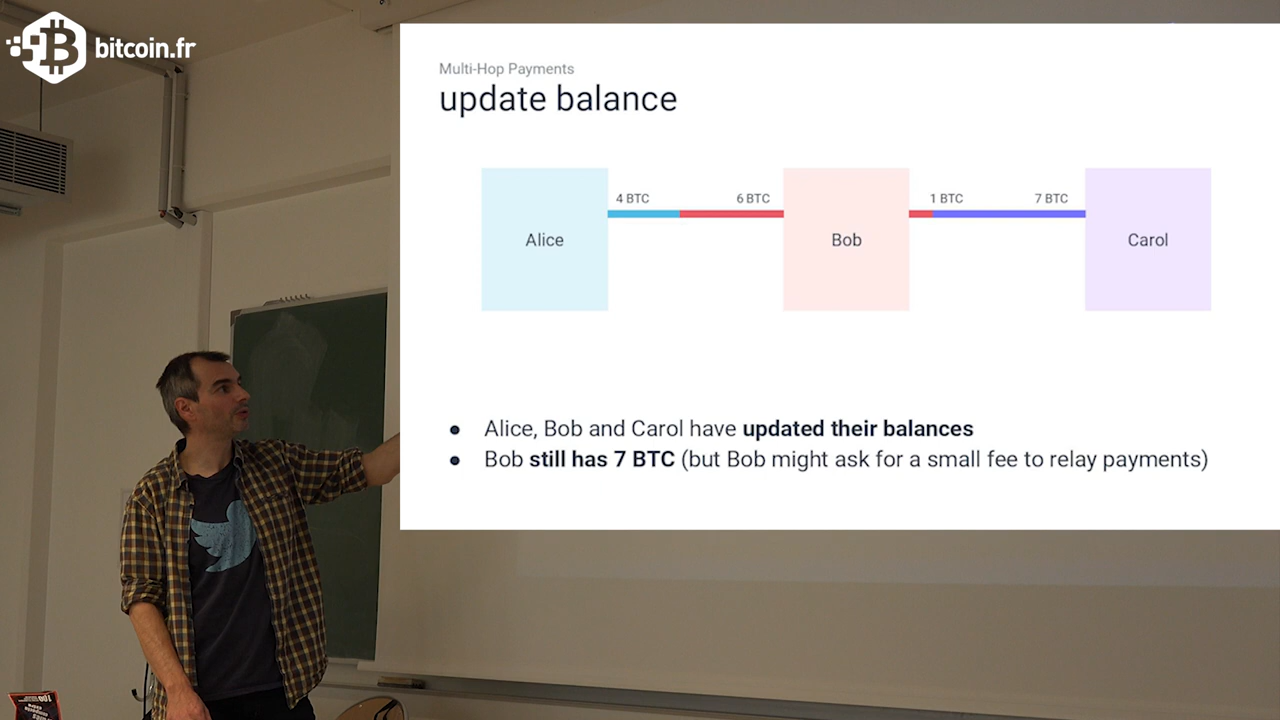 bitcoin.fr
Multi-Hop Payments
update balance
4 BTC
6 BTC
1 BTC
7 BTC
Alice
Bob
Carol
● Alice, Bob and Carol have updated their balances
● Bob still has 7 BTC (but Bob might ask for a small fee to relay payments)